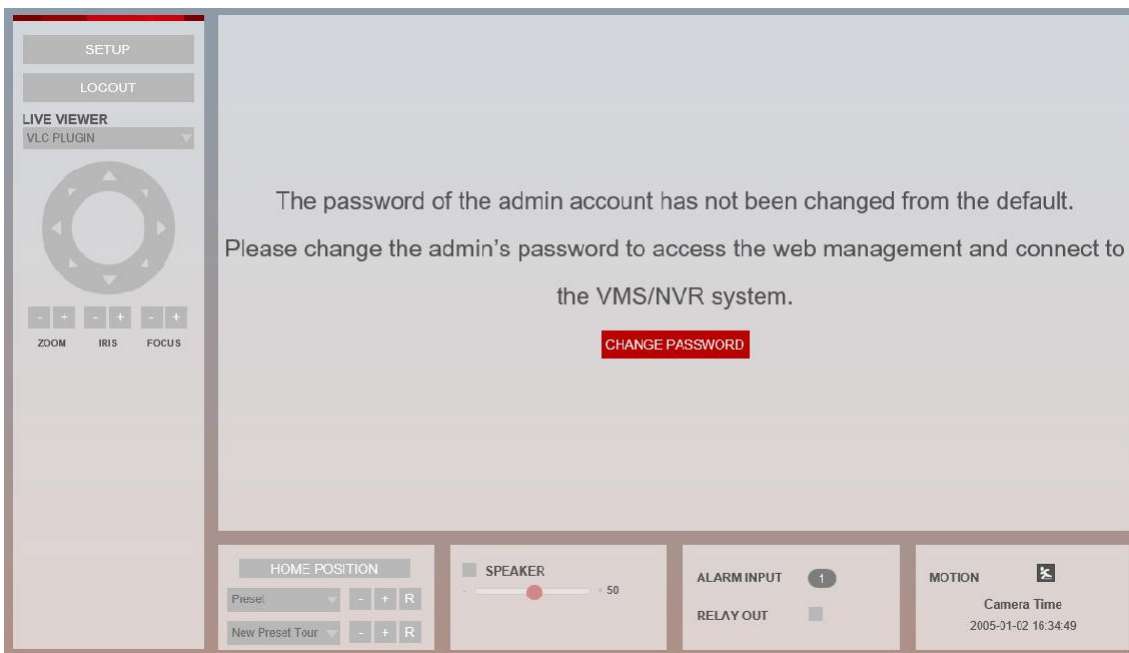 SETUP
LOGOUT
LIVE VIEWER
VLC PLUGIN
- + - + - +
ZOOM IRIS FOCUS
The password of the admin account has not been changed from the default.
Please change the admin's password to access the web management and connect to
the VMS/NVR system.
CHANGE PASSWORD
HOME POSITION
Preset - + R
New Preset Tour - + R
SPEAKER
- + 50
ALARM INPUT 1
RELAY OUT
MOTION
Camera Time
2005-01-02 16:34:49